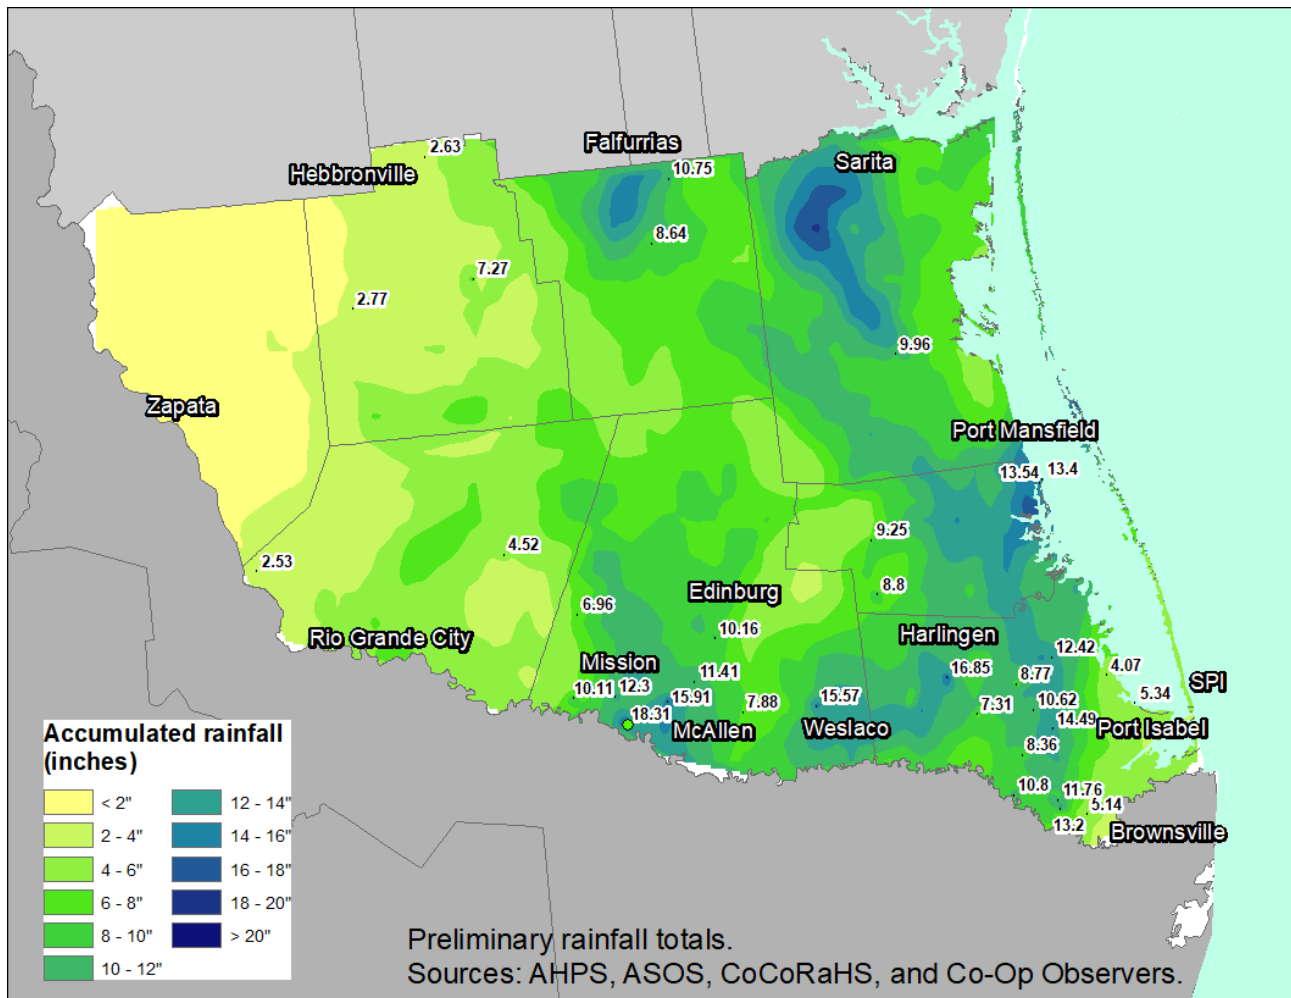 Falfurrias
2.63
Hebbronville
10.75
Sarita
8.64
7.27
2.77
9.96
Zapata
Port Mansfield
13.54
13.4
9.25
4.52
2.53
8.8
Edinburg
6.96
10.16
Rio Grande City
Harlingen
12.42
Mission
11.41
16.85
8.77
4.07
SPI
10.11
12.3
15.91
15.57
7.88
7.31
10.62
5.34
18.31
McAllen
Weslaco
14.49
Port Isabel
8.36
10.8
11.76
5.14
13.2
Brownsville
Accumulated rainfall
(inches)
< 2"
2 - 4"
4 - 6"
6 - 8"
8 - 10"
10 - 12"
12 - 14"
14 - 16"
16 - 18"
18 - 20"
> 20"
Preliminary rainfall totals.
Sources: AHPS, ASOS, CoCoRaHS, and Co-Op Observers.